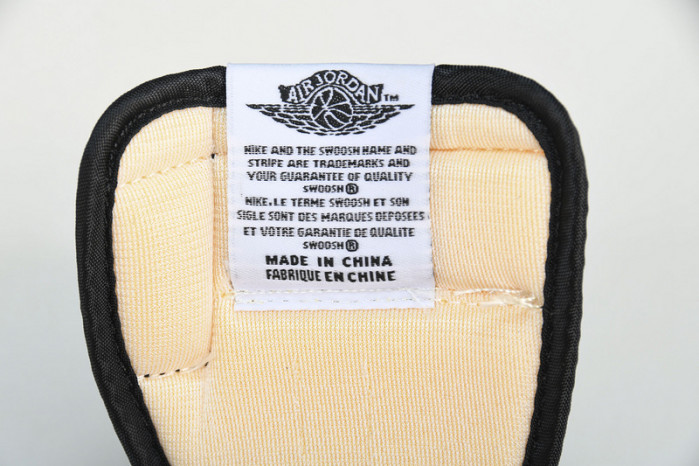 AIR JORDAN ™
NIKE AND THE SWOOSH NAME AND
STRIPE ARE TRADEMARKS AND
YOUR GUARANTEE OF QUALITY
SWOOSH®
NIKE, LE TERME SWOOSH ET SON
SIGLE SONT DES MARQUES DEPOSEES
ET VOTRE GARANTIE DE QUALITE
SWOOSH®
MADE IN CHINA
FABRIQUE EN CHINE